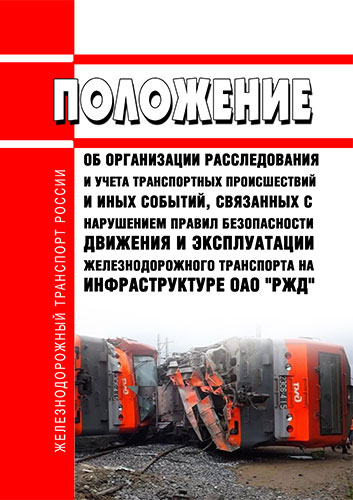 ПОЛОЖЕНИЕ
ОБ ОРГАНИЗАЦИИ РАССЛЕДОВАНИЯ
И УЧЕТА ТРАНСПОРТНЫХ ПРОИСШЕСТВИЙ
И ИНЫХ СОБЫТИЙ, СВЯЗАННЫХ С
НАРУШЕНИЕМ ПРАВИЛ БЕЗОПАСНОСТИ
ДВИЖЕНИЯ И ЭКСПЛУАТАЦИИ
ЖЕЛЕЗНОДОРОЖНОГО ТРАНСПОРТА НА
ИНФРАСТРУКТУРЕ ОАО "РЖД"
ЖЕЛЕЗНОДОРОЖНЫЙ ТРАНСПОРТ РОССИИ